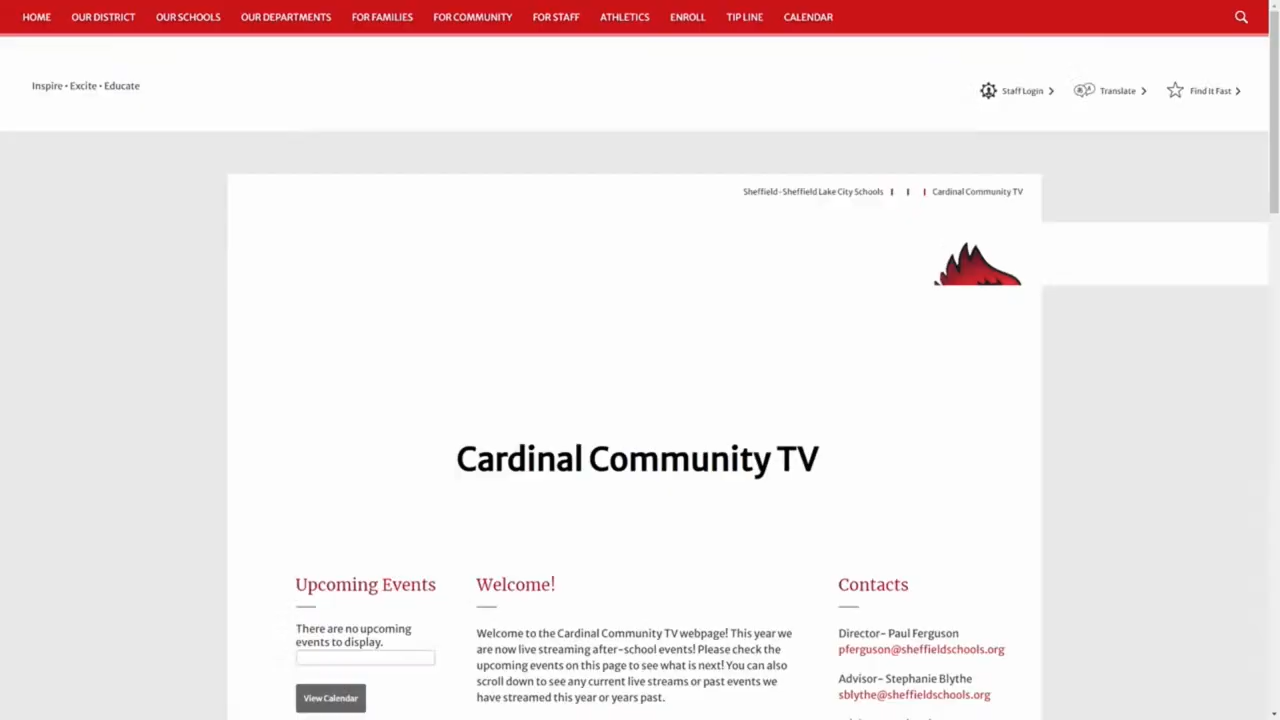 HOME OUR DISTRICT OUR SCHOOLS OUR DEPARTMENTS FOR FAMILIES FOR COMMUNITY FOR STAFF ATHLETICS ENROLL TIP LINE CALENDAR
Inspire • Excite • Educate
Staff Login Translate Find It Fast
Sheffield-Sheffield Lake City Schools Cardinal Community TV
Cardinal Community TV
Upcoming Events
There are no upcoming
events to display.
View Calendar
Welcome!
Welcome to the Cardinal Community TV webpage! This year we
are now live streaming after-school events! Please check the
upcoming events on this page to see what is next! You can also
scroll down to see any current live streams or past events we
have streamed this year or years past.
Contacts
Director- Paul Ferguson
pferguson@sheffieldschools.org
Advisor- Stephanie Blythe
sblythe@sheffieldschools.org